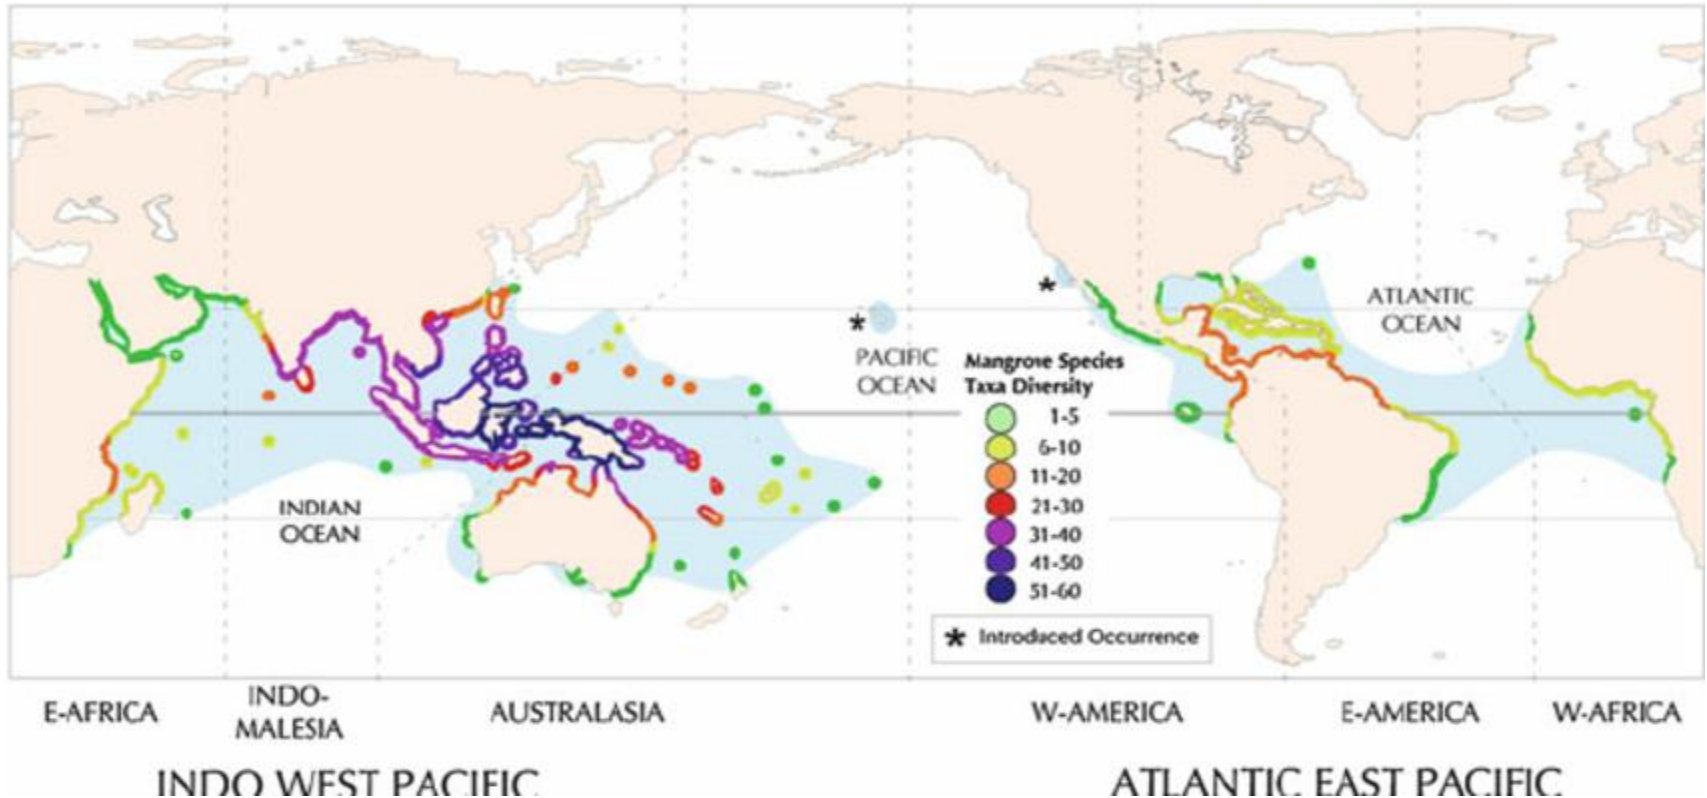 ATLANTIC
OCEAN
*
*
PACIFIC
OCEAN
INDIAN
OCEAN
Mangrove Species
Taxa Diversity
1-5
6-10
11-20
21-30
31-40
41-50
51-60
* Introduced Occurrence
E-AFRICA
INDO-
MALESIA
AUSTRALASIA
W-AMERICA
E-AMERICA
W-AFRICA
INDO WEST PACIFIC
ATLANTIC EAST PACIFIC